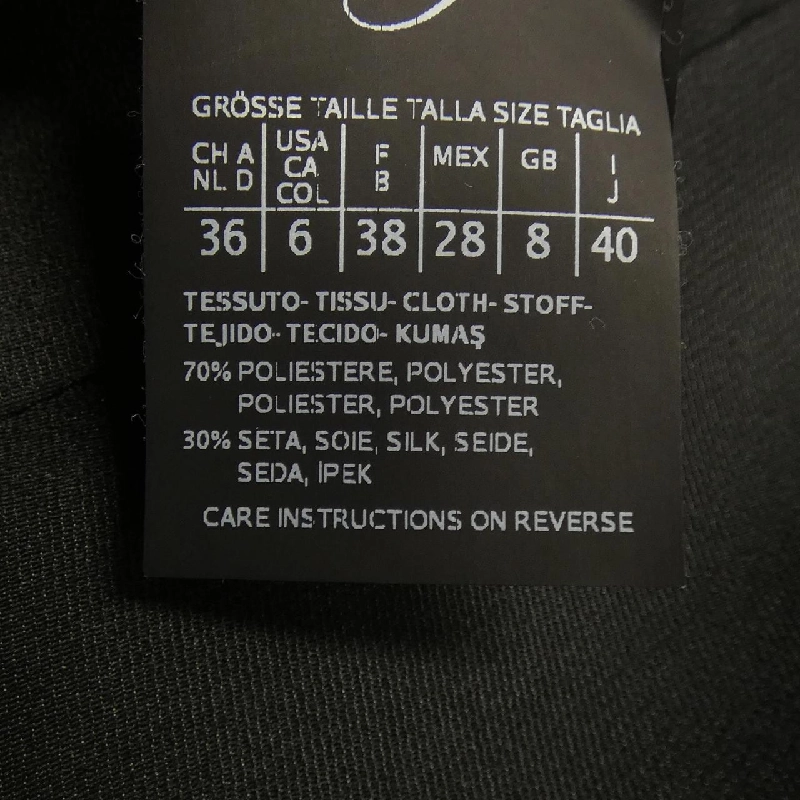 GRÖSSE TAILLE TALLA SIZE TAGLIA
CH A NL D | USA CA COL | F B | MEX | GB | I J
36 | 6 | 38 | 28 | 8 | 40
TESSUTO- TISSU- CLOTH- STOFF-
TEJIDO- TECIDO- KUMAŞ
70% POLIESTERE, POLYESTER,
POLIESTER, POLYESTER
30% SETA, SOIE, SILK, SEIDE,
SEDA, İPEK
CARE INSTRUCTIONS ON REVERSE